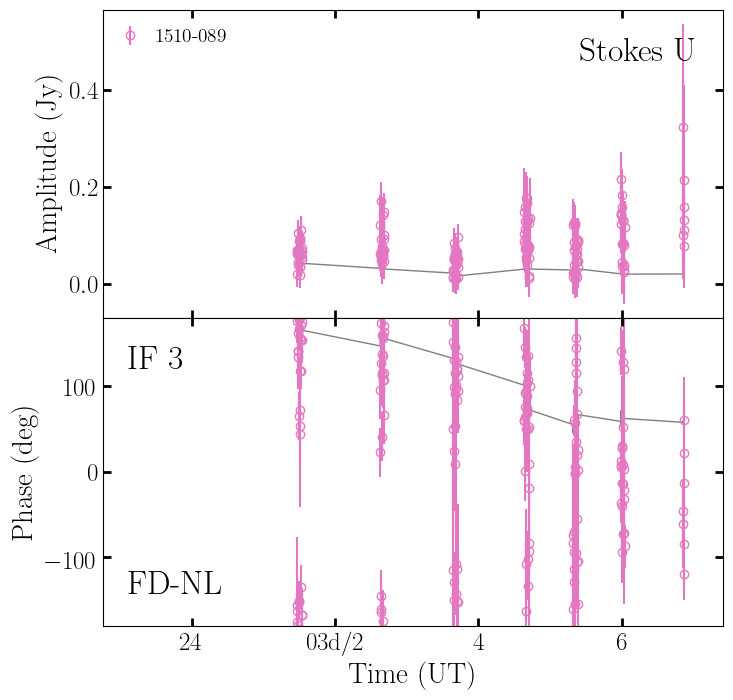 1510-089
Stokes U
Amplitude (Jy)
0.4
0.2
0.0
IF 3
Phase (deg)
100
0
−100
FD-NL
24 03d/2 4 6
Time (UT)